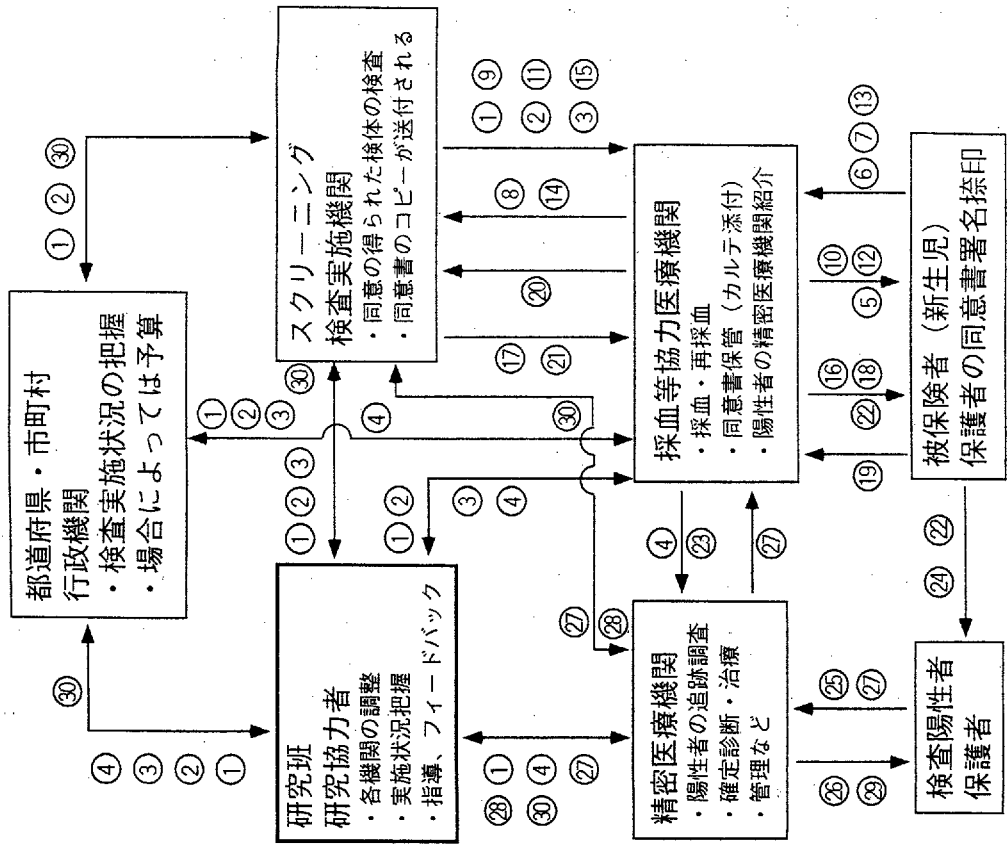 都道府県・市町村
行政機関
・検査実施状況の把握
・場合によっては予算
① ② ㉚
㉚
④
③
②
①
研究班
研究協力者
・各機関の調整
・実施状況把握
・指導、フィードバック
① ② ③
㉚
①
②
③
④
① ②
③ ④
スクリーニング
検査実施機関
・同意の得られた検体の検査
・同意書のコピーが送付される
① ⑨
② ⑪
③ ⑮
⑧
⑭
⑳
⑰
㉑
㉚
㉗
㉘
㉘ ①
㉚ ④
㉗
精密医療機関
・陽性者の追跡調査
・確定診断・治療
・管理など
④
㉓
㉗
採血等協力医療機関
・採血・再採血
・同意書保管（カルテ添付）
・陽性者の精密医療機関紹介
⑥ ⑦ ⑬
⑩ ⑫
⑤
⑯ ⑱
㉒
⑲
㉕
㉗
㉖
㉙
検査陽性者
保護者
㉔ ㉒
被保険者（新生児）
保護者の同意書署名捺印